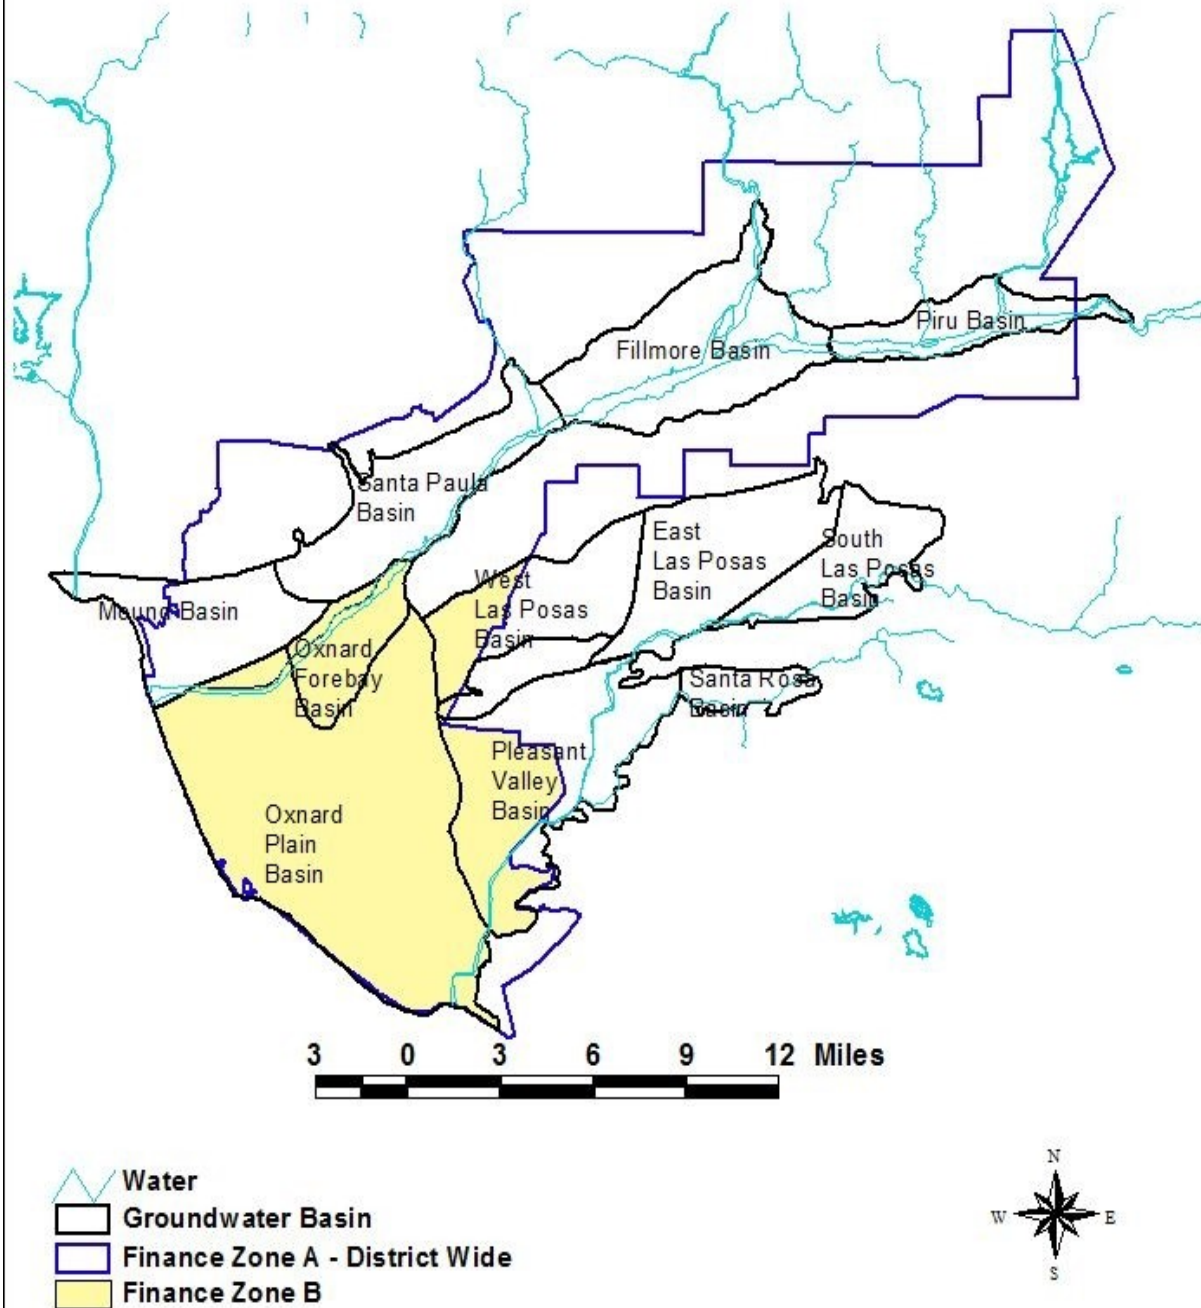 Piru Basin
Fillmore Basin
Santa Paula
Basin
East
Las Posas
Basin
South
Las Posas
Basin
West
Las Posas
Basin
Mound Basin
Oxnard
Forebay
Basin
Santa Rosa
Basin
Pleasant
Valley
Basin
Oxnard
Plain
Basin
3 0 3 6 9 12 Miles
Water
Groundwater Basin
Finance Zone A - District Wide
Finance Zone B
N
W E
S